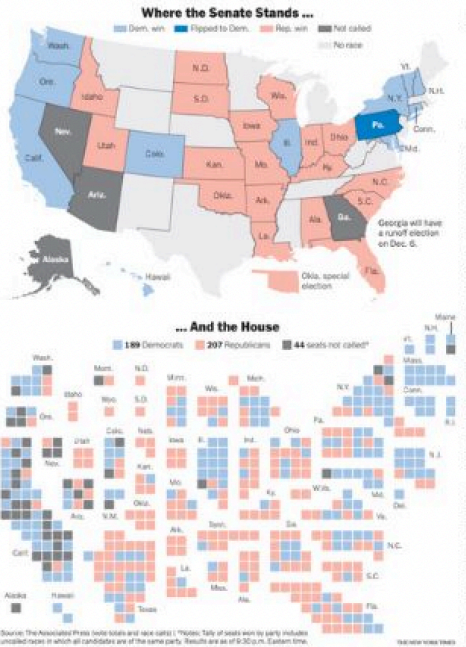 Where the Senate Stands ...
Dem. win
Flipped to Dem.
Rep. win
Not called
No race
Wash.
Ore.
Calif.
Nev.
Idaho
Utah
Ariz.
Colo.
N.D.
S.D.
Kan.
Okla.
Iowa
Mo.
Ark.
La.
Wis.
Ill.
Ind.
Ohio
Ky.
Ala.
Ga.
Fla.
S.C.
N.C.
Pa.
N.Y.
Vt.
N.H.
Conn.
Md.
Alaska
Hawaii
Okla. special
election
Georgia will have
a runoff election
on Dec. 6.
... And the House
189 Democrats
207 Republicans
44 seats not called*
Maine
N.H.
Vt.
Wash.
Mont.
N.D.
Minn.
Wis.
Mich.
N.Y.
Mass.
Idaho
Wyo.
S.D.
Conn.
R.I.
Ore.
Colo.
Neb.
Pa.
Ohio
Nev.
Utah
Iowa
Ill.
Ind.
N.J.
Kan.
Mo.
Ky.
W.Va.
Md.
Del.
Ariz.
N.M.
Okla.
Va.
Ark.
Tenn.
Ga.
N.C.
Calif.
La.
Miss.
Ala.
S.C.
Alaska
Hawaii
Texas
Fla.
Source: The Associated Press (vote totals and race calls) | *Notes: Tally of seats won by party includes
uncalled races in which all candidates are of the same party. Results are as of 9:30 p.m. Eastern time.
THE NEW YORK TIMES